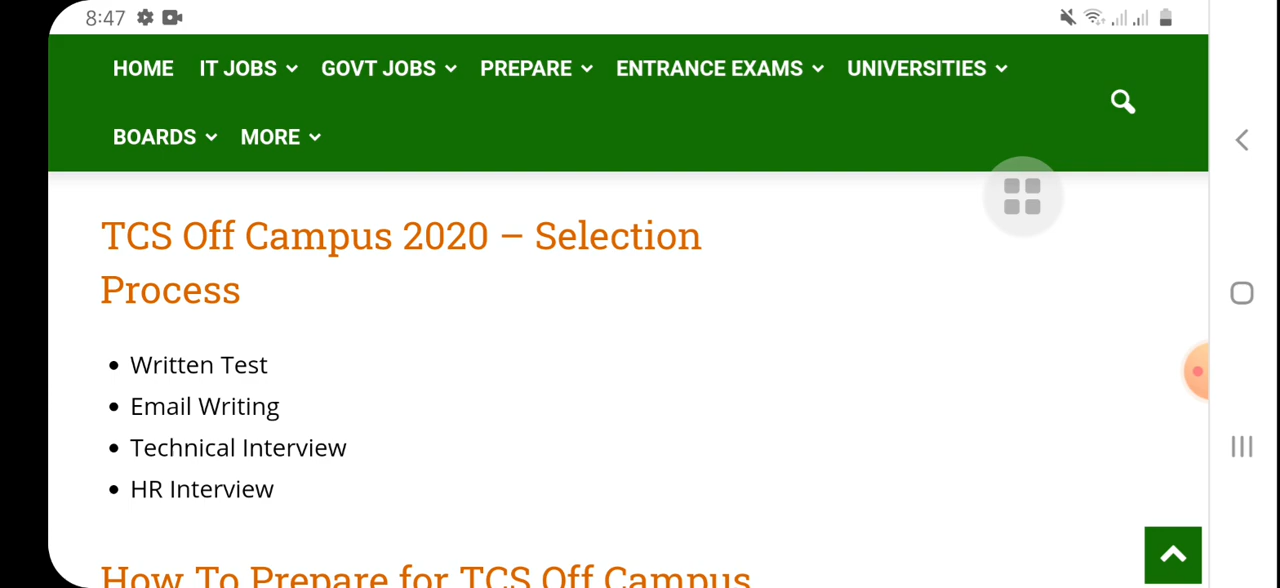 8:47
HOME IT JOBS GOVT JOBS PREPARE ENTRANCE EXAMS UNIVERSITIES
BOARDS MORE
TCS Off Campus 2020 – Selection
Process
• Written Test
• Email Writing
• Technical Interview
• HR Interview
How To Prepare for TCS Off Campus